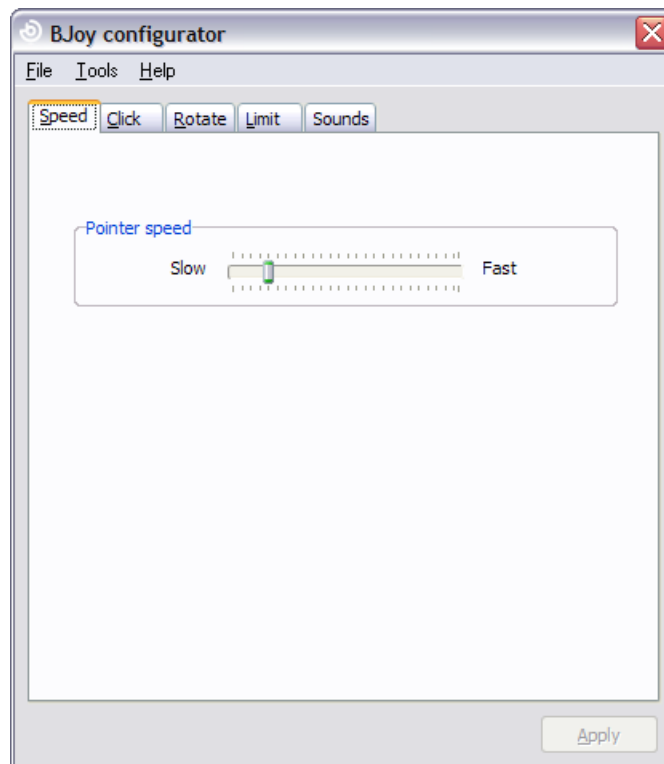 BJoy configurator
File Tools Help
Speed Click Rotate Limit Sounds
Pointer speed
Slow Fast
Apply